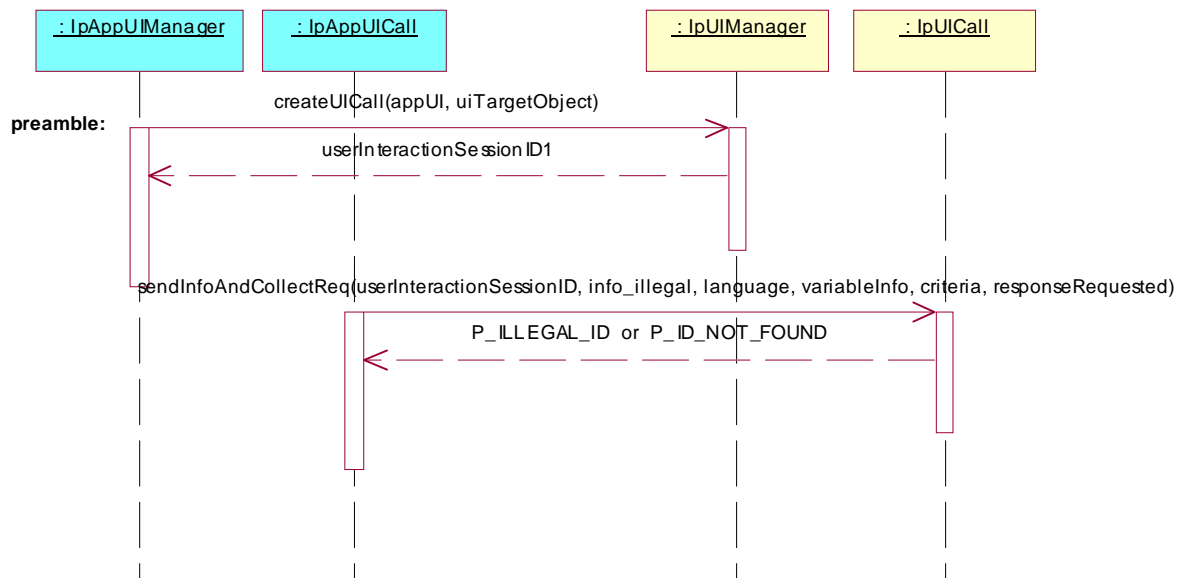 : IpAppUIManager
: IpAppUICall
: IpUIManager
: IpUICall
createUICall(appUI, uiTargetObject)
preamble:
userInteractionSessionID1
sendInfoAndCollectReq(userInteractionSessionID, info_illegal, language, variableInfo, criteria, responseRequested)
P_ILLEGAL_ID or P_ID_NOT_FOUND